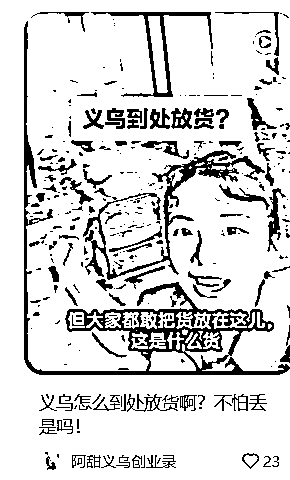 义乌到处放货？
但大家都敢把货放在这儿，
这是什么货
义乌怎么到处放货啊？不怕丢
是吗！
阿甜义乌创业录
23